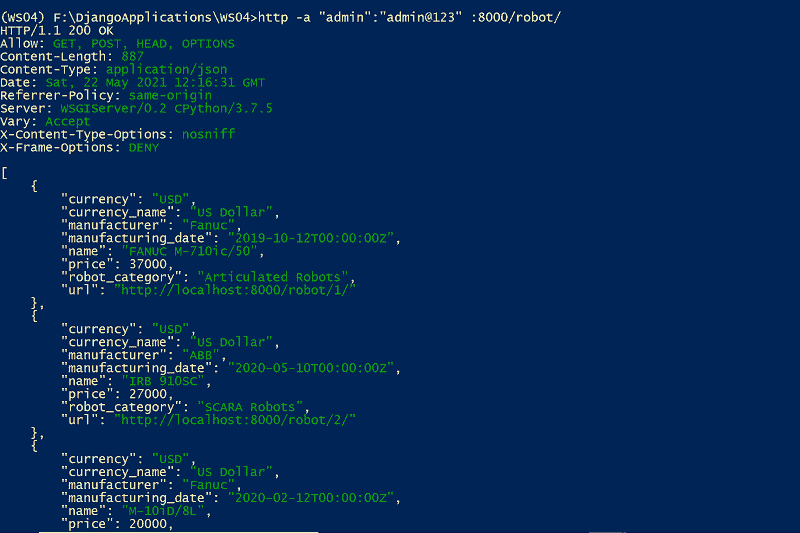 (WS04) F:\DjangoApplications\WS04>http -a "admin":"admin@123" :8000/robot/
HTTP/1.1 200 OK
Allow: GET, POST, HEAD, OPTIONS
Content-Length: 887
Content-Type: application/json
Date: Sat, 22 May 2021 12:16:31 GMT
Referrer-Policy: same-origin
Server: WSGIServer/0.2 CPython/3.7.5
Vary: Accept
X-Content-Type-Options: nosniff
X-Frame-Options: DENY
[
{
"currency": "USD",
"currency_name": "US Dollar",
"manufacturer": "Fanuc",
"manufacturing_date": "2019-10-12T00:00:00Z",
"name": "FANUC M-710ic/50",
"price": 37000,
"robot_category": "Articulated Robots",
"url": "http://localhost:8000/robot/1/"
},
{
"currency": "USD",
"currency_name": "US Dollar",
"manufacturer": "ABB",
"manufacturing_date": "2020-05-10T00:00:00Z",
"name": "IRB 910SC",
"price": 27000,
"robot_category": "SCARA Robots",
"url": "http://localhost:8000/robot/2/"
},
{
"currency": "USD",
"currency_name": "US Dollar",
"manufacturer": "Fanuc",
"manufacturing_date": "2020-02-12T00:00:00Z",
"name": "M-10iD/8L",
"price": 20000,